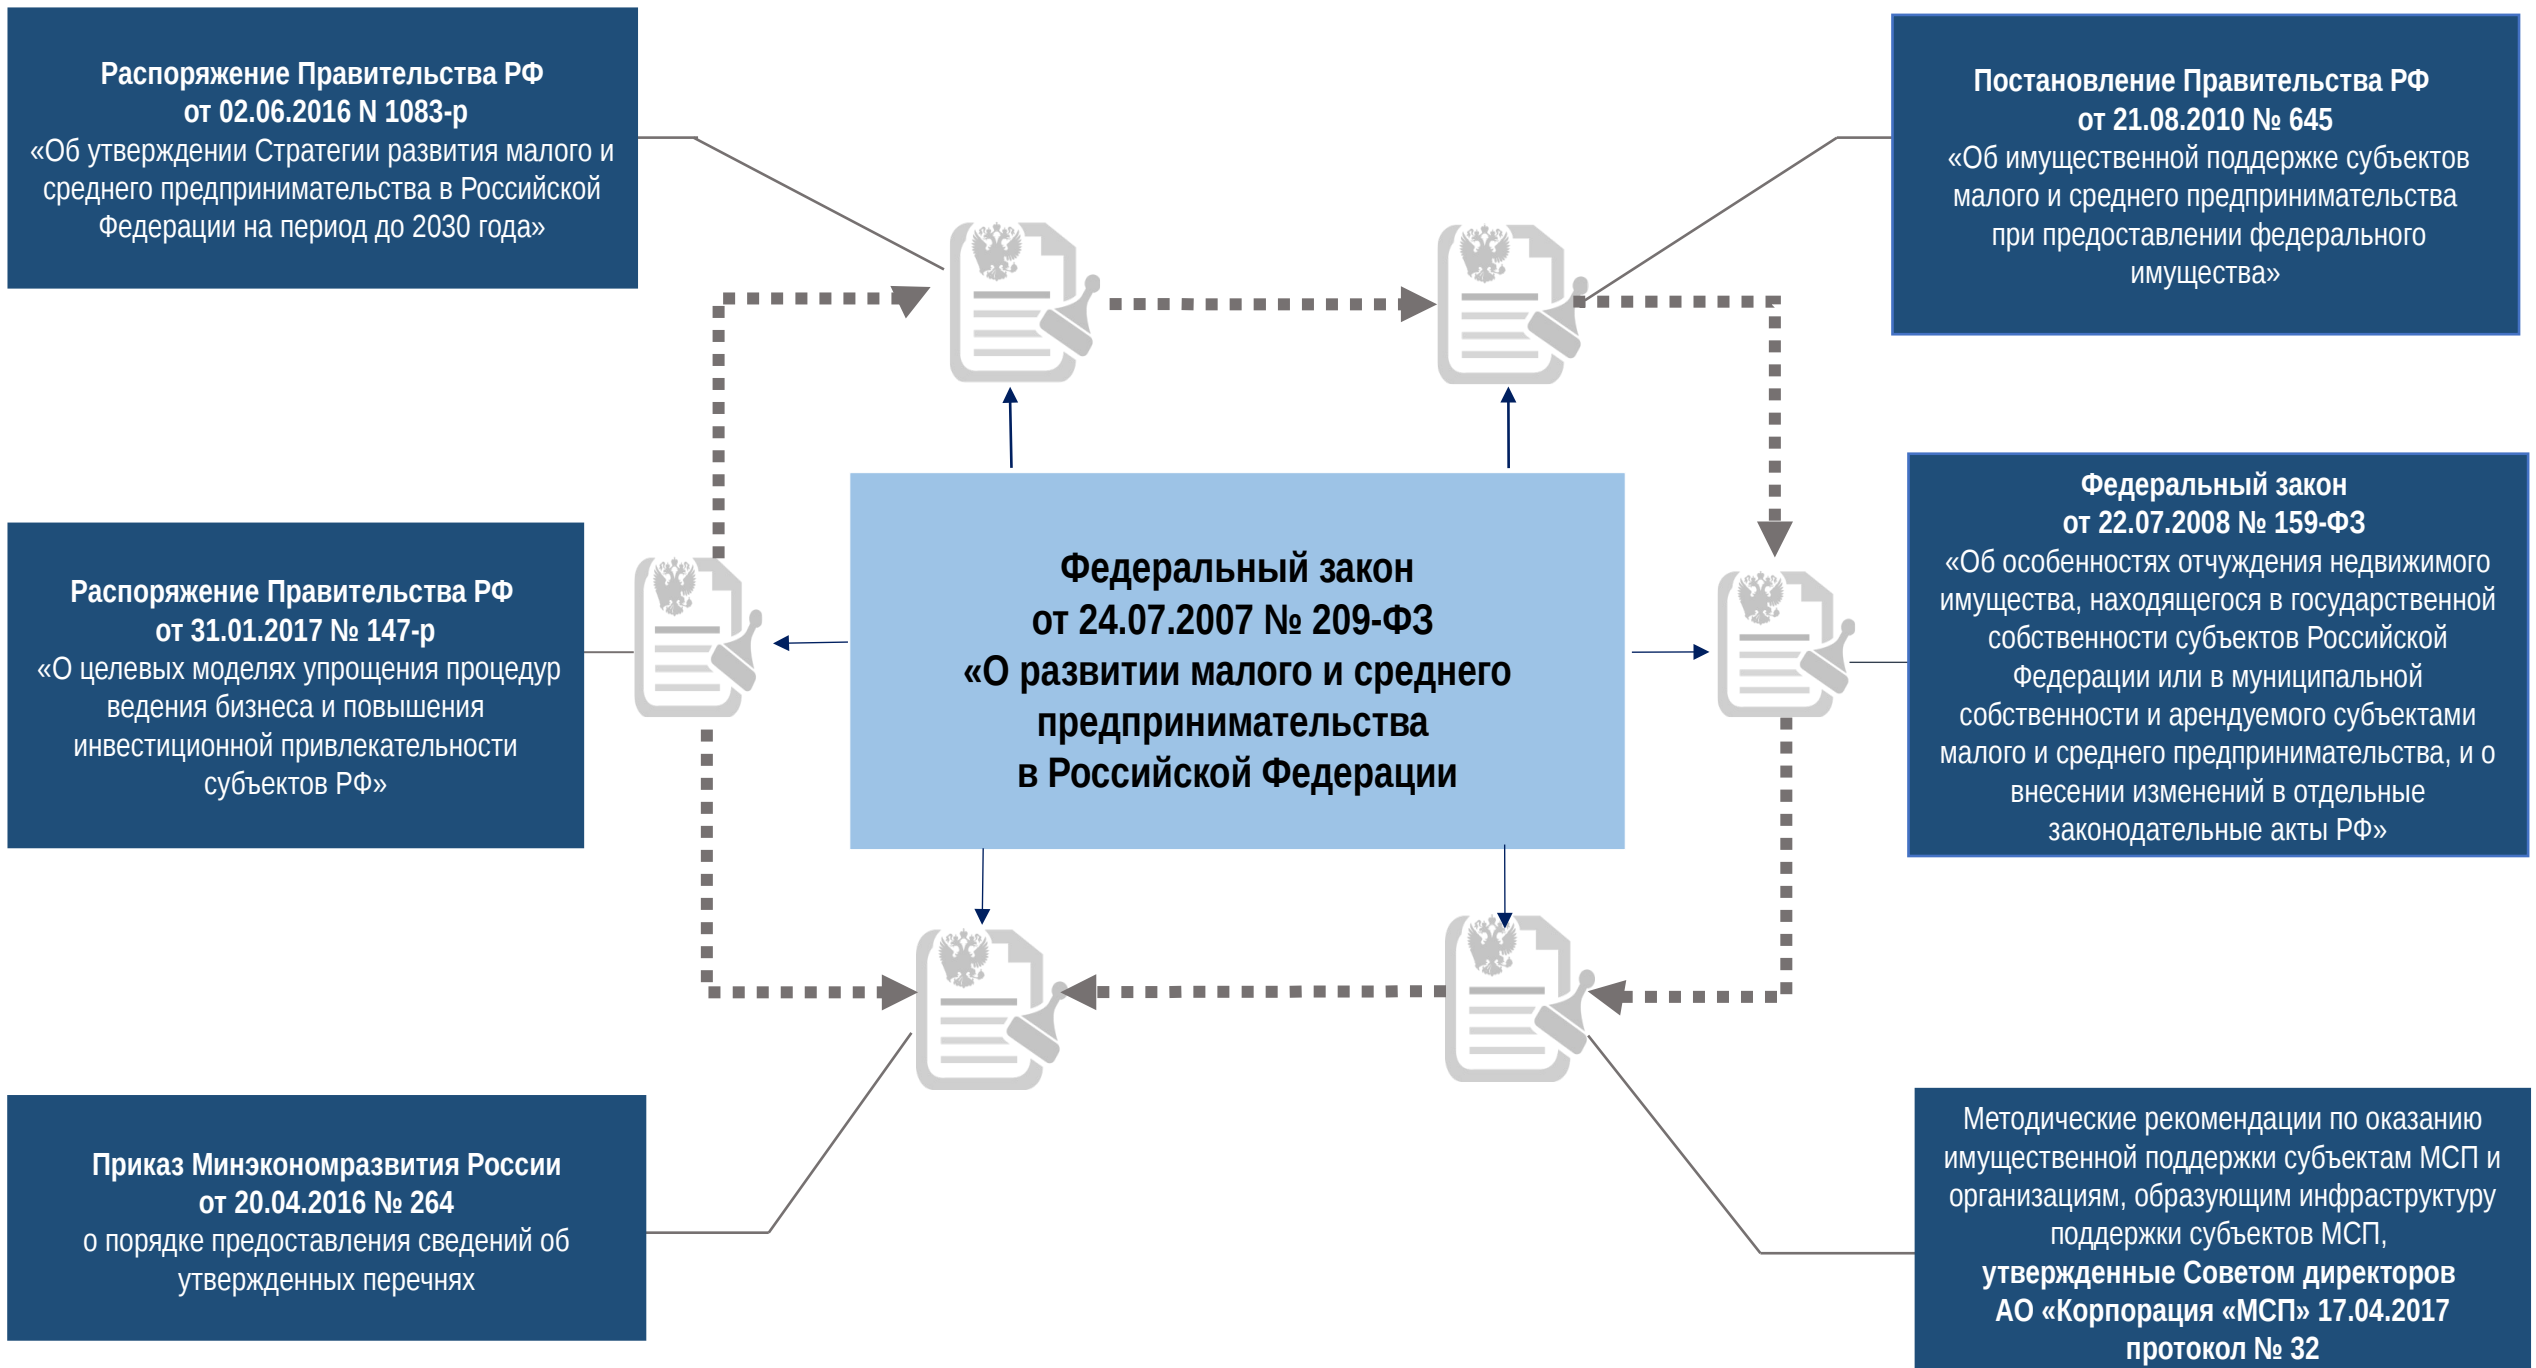 Распоряжение Правительства РФ
от 02.06.2016 N 1083-р
«Об утверждении Стратегии развития малого и
среднего предпринимательства в Российской
Федерации на период до 2030 года»
Постановление Правительства РФ
от 21.08.2010 № 645
«Об имущественной поддержке субъектов
малого и среднего предпринимательства
при предоставлении федерального
имущества»
Распоряжение Правительства РФ
от 31.01.2017 № 147-р
«О целевых моделях упрощения процедур
ведения бизнеса и повышения
инвестиционной привлекательности
субъектов РФ»
Федеральный закон
от 24.07.2007 № 209-ФЗ
«О развитии малого и среднего
предпринимательства
в Российской Федерации
Федеральный закон
от 22.07.2008 № 159-ФЗ
«Об особенностях отчуждения недвижимого
имущества, находящегося в государственной
собственности субъектов Российской
Федерации или в муниципальной
собственности и арендуемого субъектами
малого и среднего предпринимательства, и о
внесении изменений в отдельные
законодательные акты РФ»
Приказ Минэкономразвития России
от 20.04.2016 № 264
о порядке предоставления сведений об
утвержденных перечнях
Методические рекомендации по оказанию
имущественной поддержки субъектам МСП и
организациям, образующим инфраструктуру
поддержки субъектов МСП,
утвержденные Советом директоров
АО «Корпорация «МСП» 17.04.2017
протокол № 32